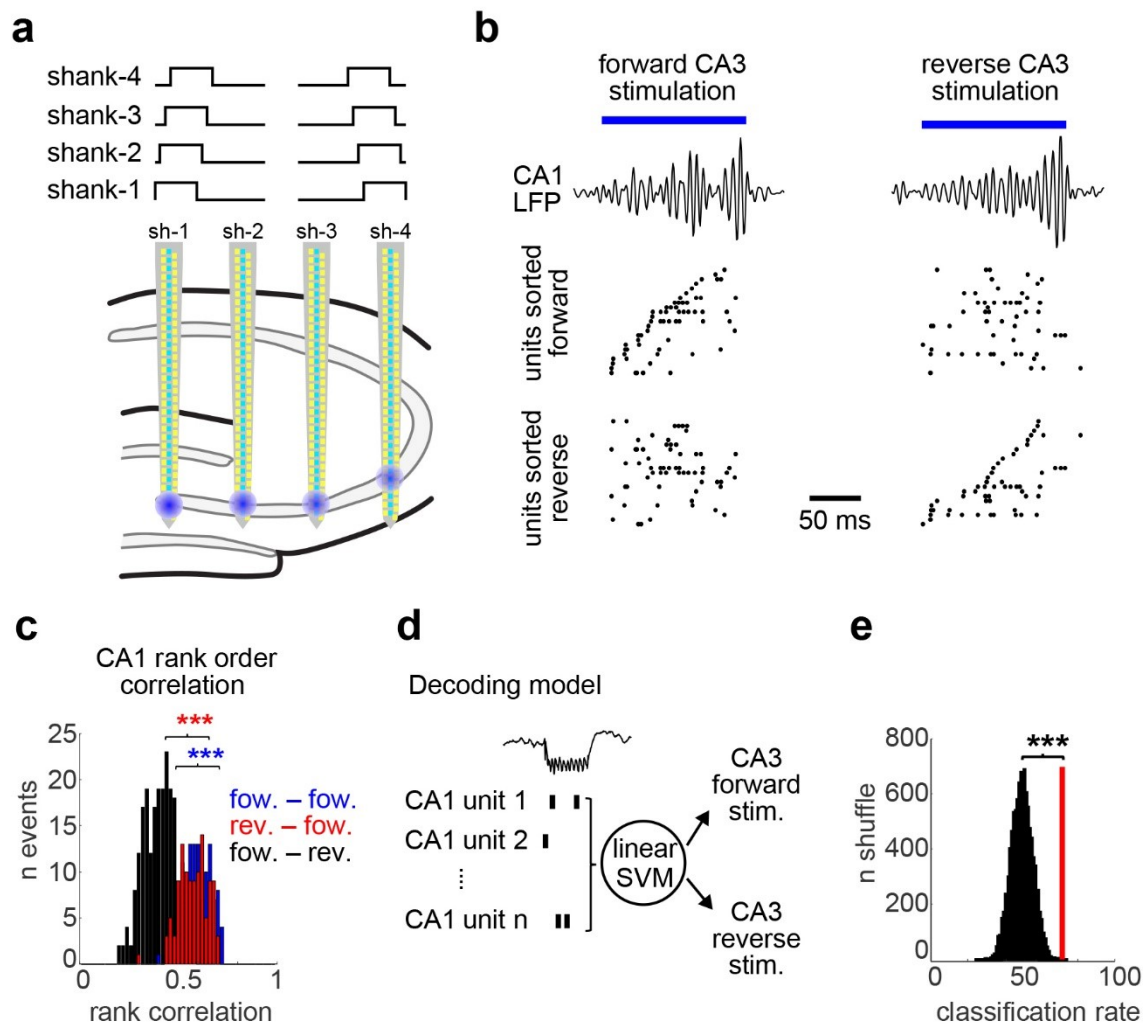 a
shank-4
shank-3
shank-2
shank-1
sh-1 sh-2 sh-3 sh-4
b
forward CA3
stimulation
reverse CA3
stimulation
CA1
LFP
units sorted
forward
units sorted
reverse
50 ms
c
CA1 rank order
correlation
***
***
fow. – fow.
rev. – fow.
fow. – rev.
n events
25
20
15
10
5
0
0 0.5 1
rank correlation
d
Decoding model
CA1 unit 1
CA1 unit 2
CA1 unit n
linear
SVM
CA3
forward
stim.
CA3
reverse
stim.
e
***
n shuffle
800
600
400
200
0
0 50 100
classification rate